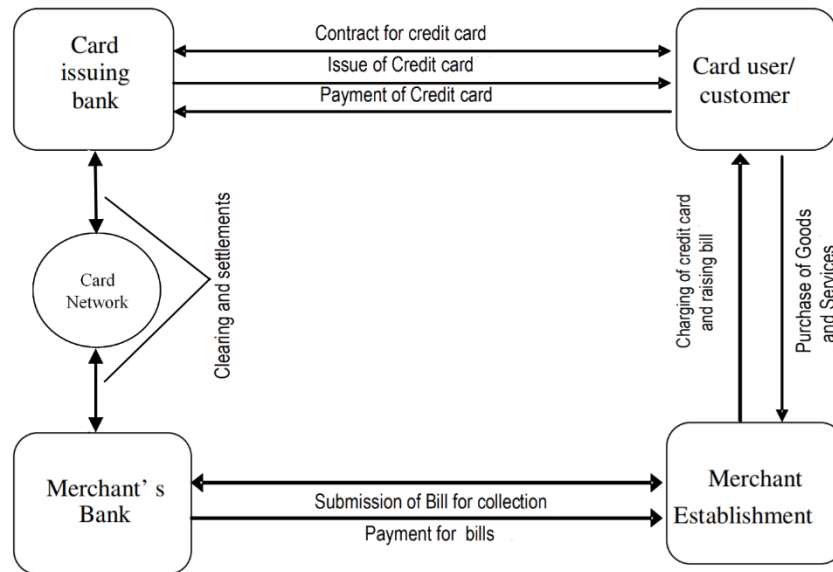 Card
issuing
bank
Contract for credit card
Issue of Credit card
Payment of Credit card
Card user/
customer
Card
Network
Clearing and settlements
Charging of credit card
and raising bill
Purchase of Goods
and Services
Merchant' s
Bank
Submission of Bill for collection
Payment for bills
Merchant
Establishment